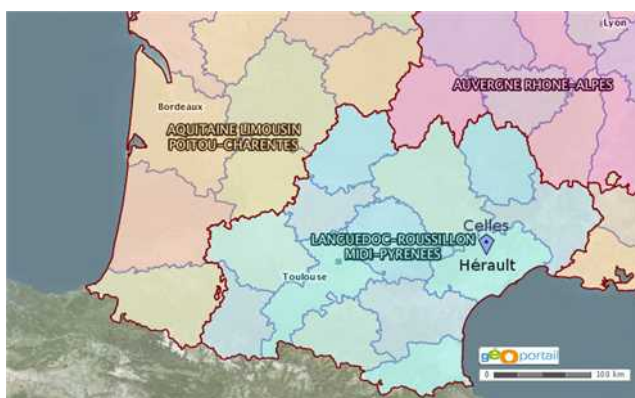 Lyon
AUVERGNE RHONE-ALPES
Bordeaux
AQUITAINE LIMOUSIN
POITOU-CHARENTES
Celles
LANGUEDOC-ROUSSILLON
MIDI-PYRENEES
Hérault
Toulouse
géoportail
0 100 km